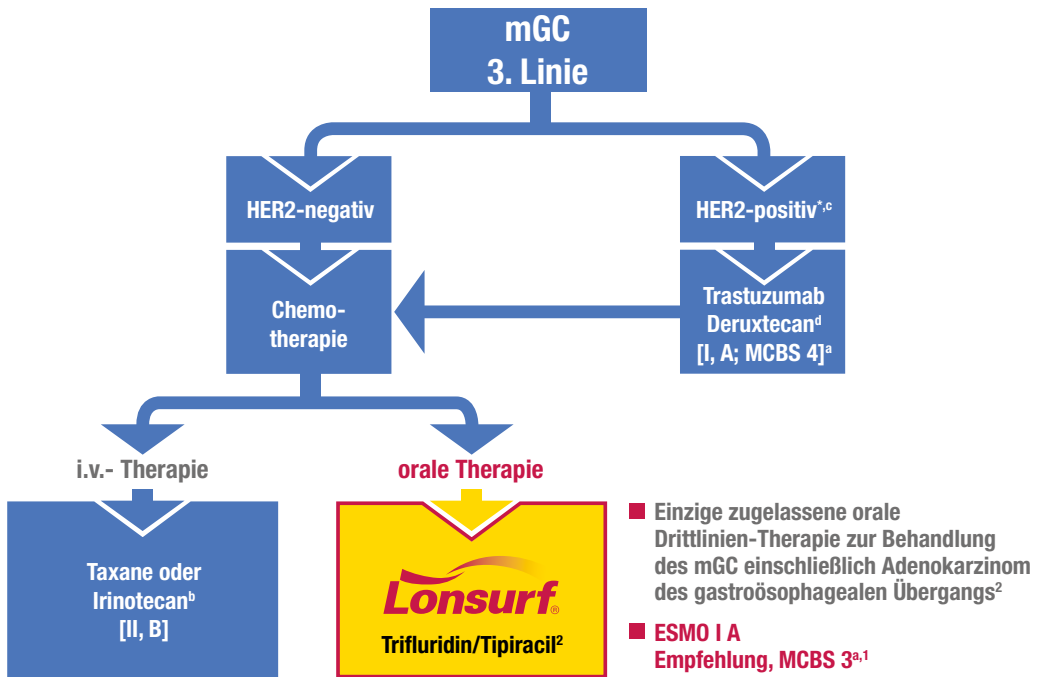 mGC
3. Linie
HER2-negativ
HER2-positiv*,c
Chemo-
therapie
Trastuzumab
Deruxtecanᵈ
[I, A; MCBS 4]ᵃ
i.v.- Therapie
orale Therapie
Taxane oder
Irinotecanᵇ
[II, B]
Lonsurf®
Trifluridin/Tipiracil²
Einzige zugelassene orale
Drittlinien-Therapie zur Behandlung
des mGC einschließlich Adenokarzinom
des gastroösophagealen Übergangs²
ESMO I A
Empfehlung, MCBS 3ᵃ,¹